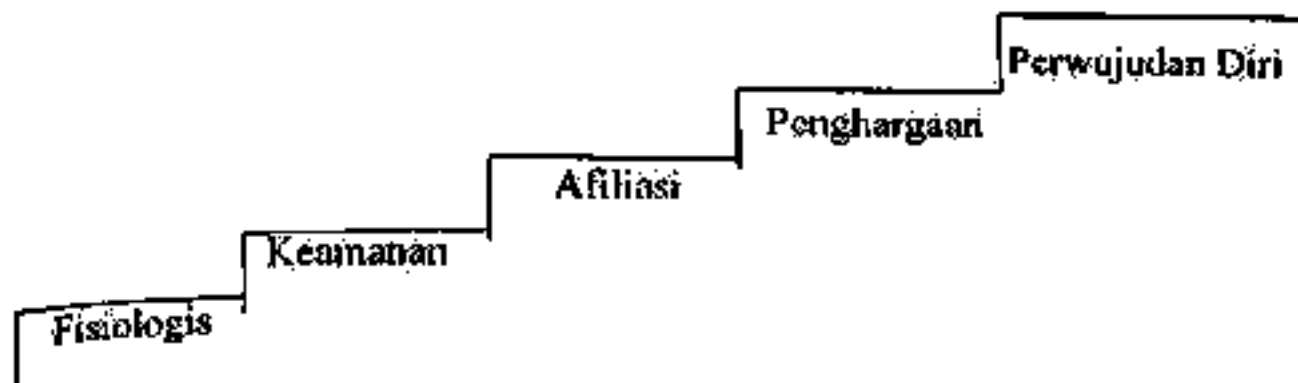 Perwujudan Diri
Penghargaan
Afiliasi
Keamanan
Fisiologis